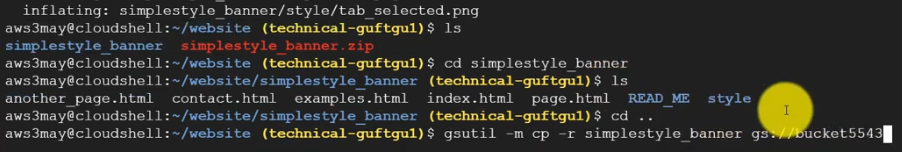 inflating: simplestyle_banner/style/tab_selected.png
aws3may@cloudshell:~/website (technical-guftgu1)$ ls
simplestyle_banner simplestyle_banner.zip
aws3may@cloudshell:~/website (technical-guftgu1)$ cd simplestyle_banner
aws3may@cloudshell:~/website/simplestyle_banner (technical-guftgu1)$ ls
another_page.html contact.html examples.html index.html page.html READ_ME style
aws3may@cloudshell:~/website/simplestyle_banner (technical-guftgu1)$ cd ..
aws3may@cloudshell:~/website (technical-guftgu1)$ gsutil -m cp -r simplestyle_banner gs://bucket5543